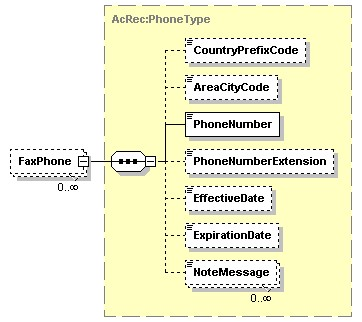 AcRec:PhoneType
CountryPrefixCode
AreaCityCode
PhoneNumber
FaxPhone
0..∞
PhoneNumberExtension
EffectiveDate
ExpirationDate
NoteMessage
0..∞